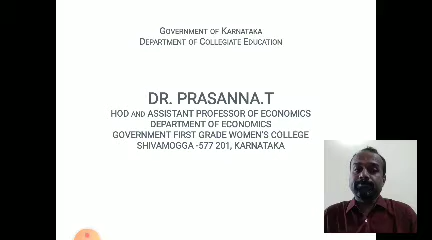 GOVERNMENT OF KARNATAKA
DEPARTMENT OF COLLEGIATE EDUCATION
DR. PRASANNA.T
HOD AND ASSISTANT PROFESSOR OF ECONOMICS
DEPARTMENT OF ECONOMICS
GOVERNMENT FIRST GRADE WOMEN'S COLLEGE
SHIVAMOGGA -577 201, KARNATAKA